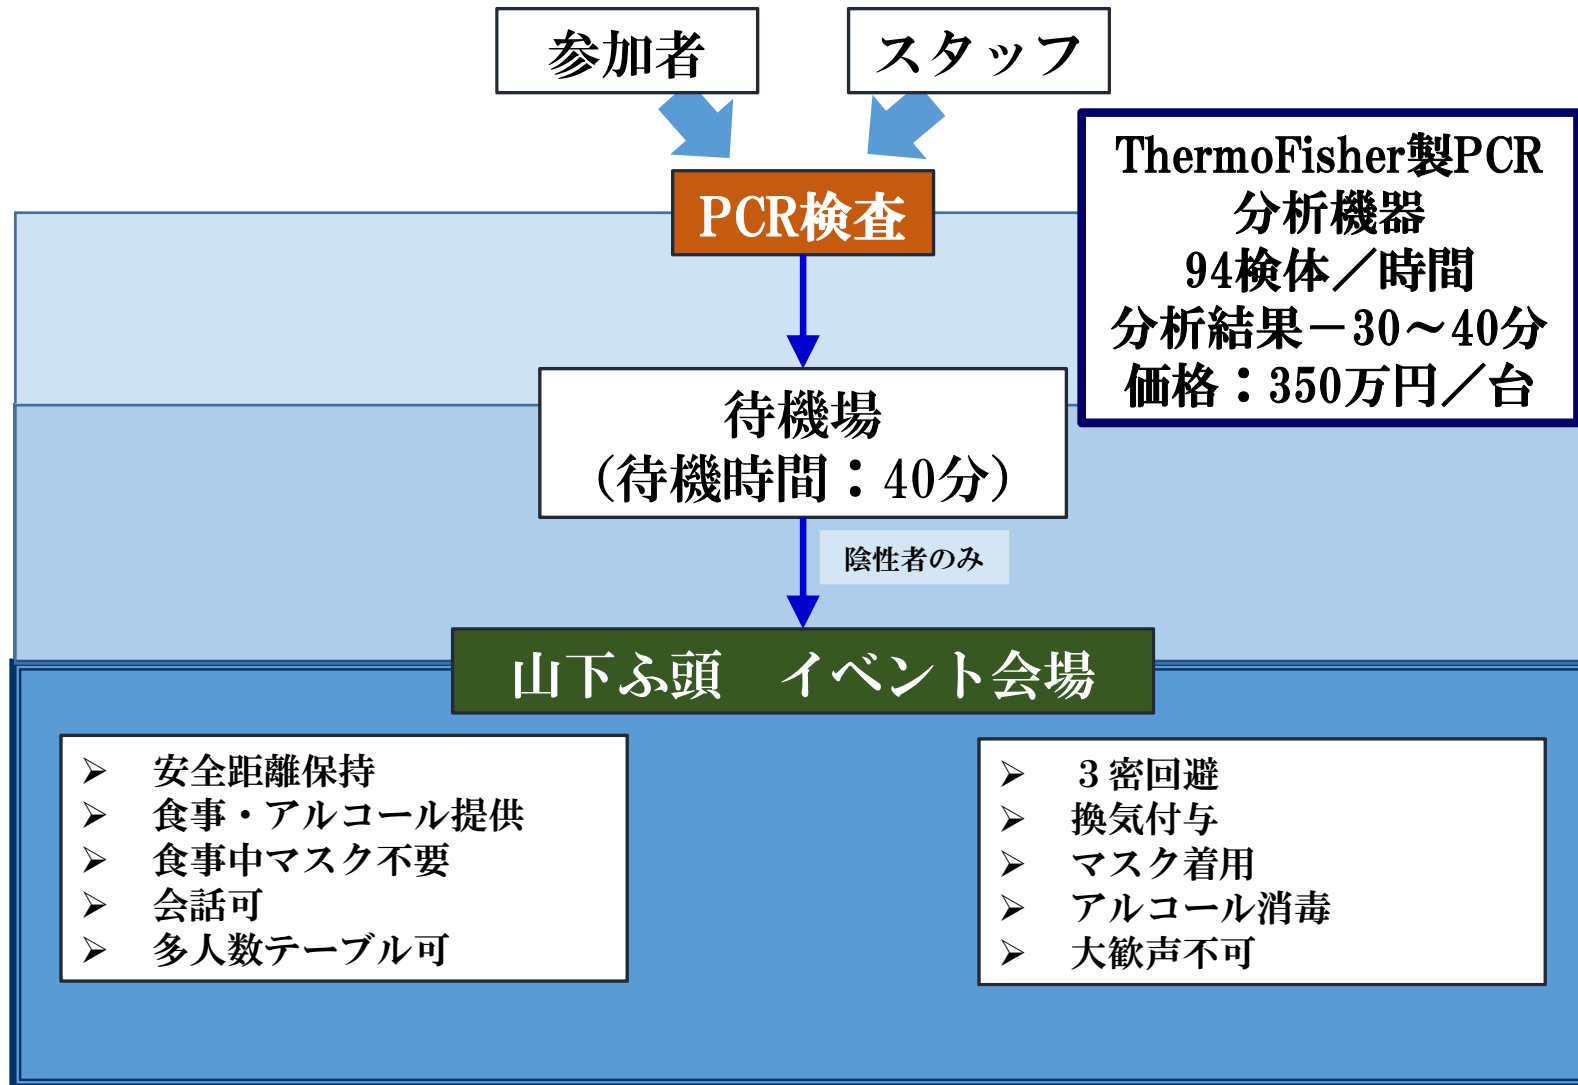 参加者
スタッフ
PCR検査
ThermoFisher製PCR
分析機器
94検体／時間
分析結果－30～40分
価格：350万円／台
待機場
（待機時間：40分）
陰性者のみ
山下ふ頭　イベント会場
➢ 安全距離保持
➢ 食事・アルコール提供
➢ 食事中マスク不要
➢ 会話可
➢ 多人数テーブル可
➢ ３密回避
➢ 換気付与
➢ マスク着用
➢ アルコール消毒
➢ 大歓声不可